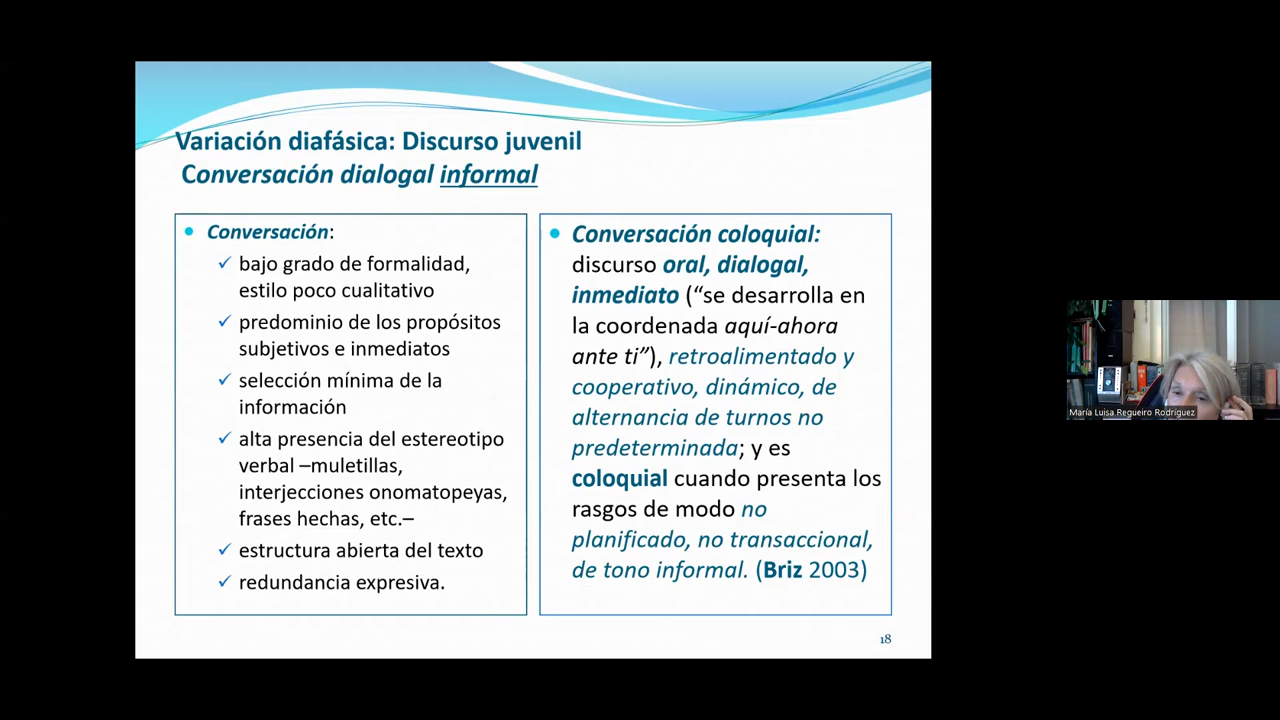 Variación diafásica: Discurso juvenil
Conversación dialogal informal
Conversación:
bajo grado de formalidad,
estilo poco cualitativo
predominio de los propósitos
subjetivos e inmediatos
selección mínima de la
información
alta presencia del estereotipo
verbal –muletillas,
interjecciones onomatopeyas,
frases hechas, etc.–
estructura abierta del texto
redundancia expresiva.
Conversación coloquial:
discurso oral, dialogal,
inmediato (“se desarrolla en
la coordenada aquí-ahora
ante ti”), retroalimentado y
cooperativo, dinámico, de
alternancia de turnos no
predeterminada; y es
coloquial cuando presenta los
rasgos de modo no
planificado, no transaccional,
de tono informal. (Briz 2003)
18
María Luisa Regueiro Rodríguez